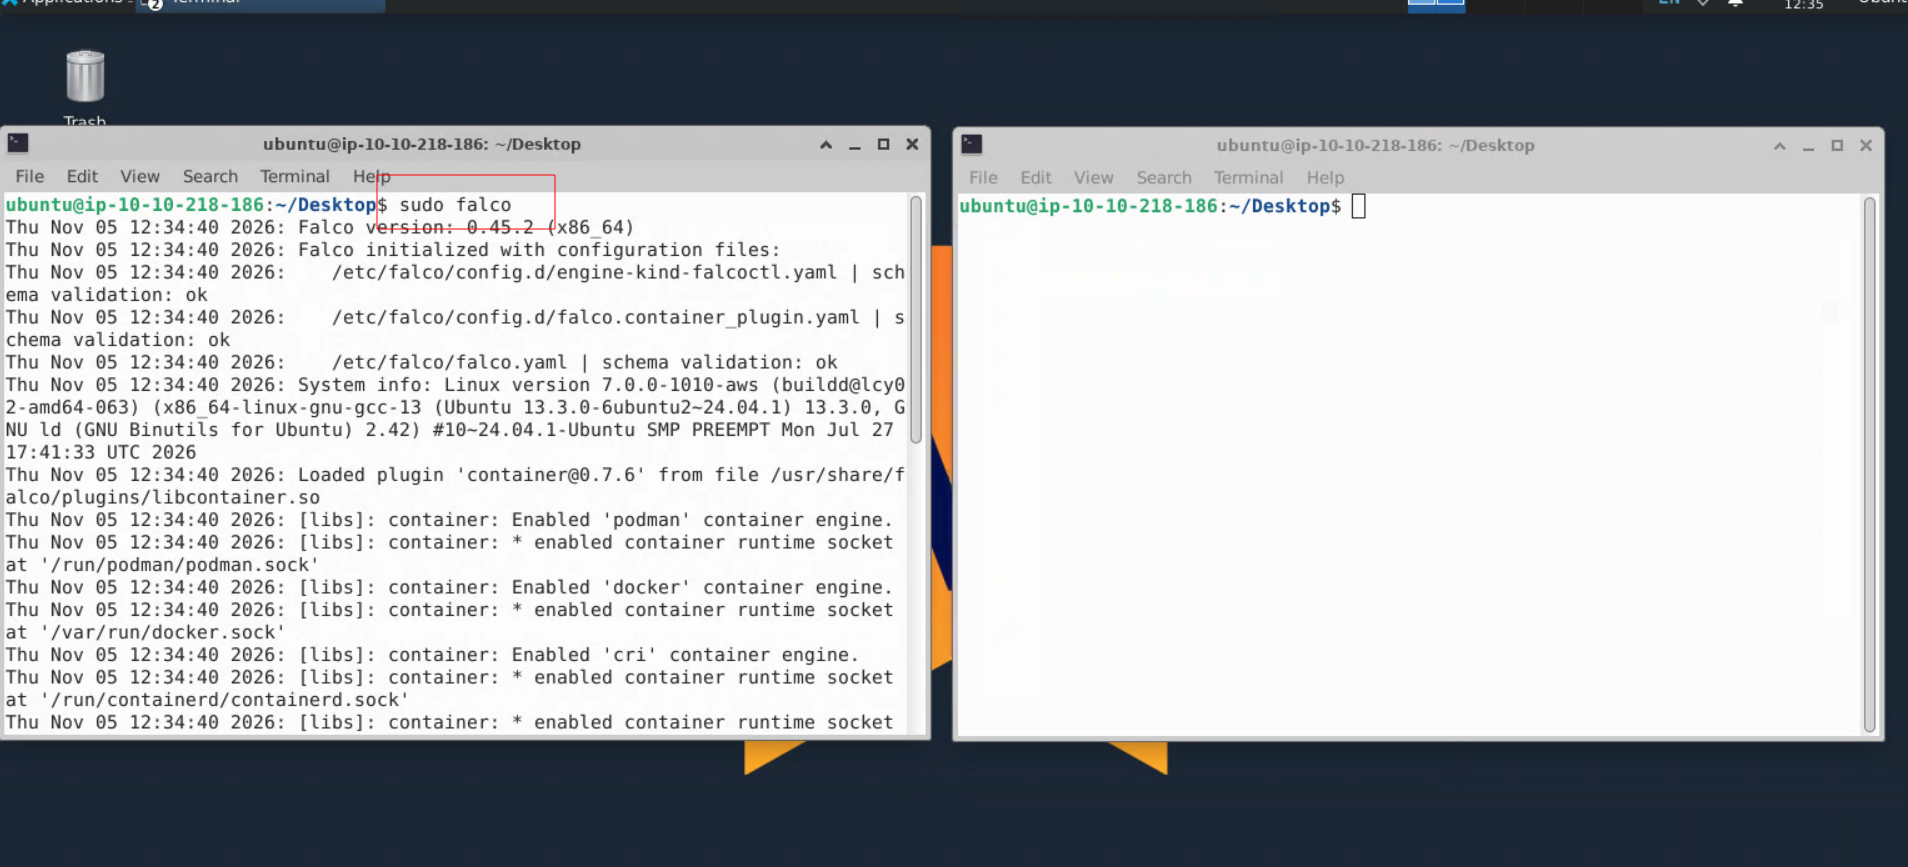 Applications
Terminal
2
EN
12:35
Trash
ubuntu@ip-10-10-218-186: ~/Desktop
File Edit View Search Terminal Help
ubuntu@ip-10-10-218-186:~/Desktop$ sudo falco
Thu Nov 05 12:34:40 2026: Falco version: 0.45.2 (x86_64)
Thu Nov 05 12:34:40 2026: Falco initialized with configuration files:
Thu Nov 05 12:34:40 2026:    /etc/falco/config.d/engine-kind-falcoctl.yaml | sch
ema validation: ok
Thu Nov 05 12:34:40 2026:    /etc/falco/config.d/falco.container_plugin.yaml | s
chema validation: ok
Thu Nov 05 12:34:40 2026:    /etc/falco/falco.yaml | schema validation: ok
Thu Nov 05 12:34:40 2026: System info: Linux version 7.0.0-1010-aws (buildd@lcy0
2-amd64-063) (x86_64-linux-gnu-gcc-13 (Ubuntu 13.3.0-6ubuntu2~24.04.1) 13.3.0, G
NU ld (GNU Binutils for Ubuntu) 2.42) #10~24.04.1-Ubuntu SMP PREEMPT Mon Jul 27
17:41:33 UTC 2026
Thu Nov 05 12:34:40 2026: Loaded plugin 'container@0.7.6' from file /usr/share/f
alco/plugins/libcontainer.so
Thu Nov 05 12:34:40 2026: [libs]: container: Enabled 'podman' container engine.
Thu Nov 05 12:34:40 2026: [libs]: container: * enabled container runtime socket
at '/run/podman/podman.sock'
Thu Nov 05 12:34:40 2026: [libs]: container: Enabled 'docker' container engine.
Thu Nov 05 12:34:40 2026: [libs]: container: * enabled container runtime socket
at '/var/run/docker.sock'
Thu Nov 05 12:34:40 2026: [libs]: container: Enabled 'cri' container engine.
Thu Nov 05 12:34:40 2026: [libs]: container: * enabled container runtime socket
at '/run/containerd/containerd.sock'
Thu Nov 05 12:34:40 2026: [libs]: container: * enabled container runtime socket
ubuntu@ip-10-10-218-186: ~/Desktop
File Edit View Search Terminal Help
ubuntu@ip-10-10-218-186:~/Desktop$